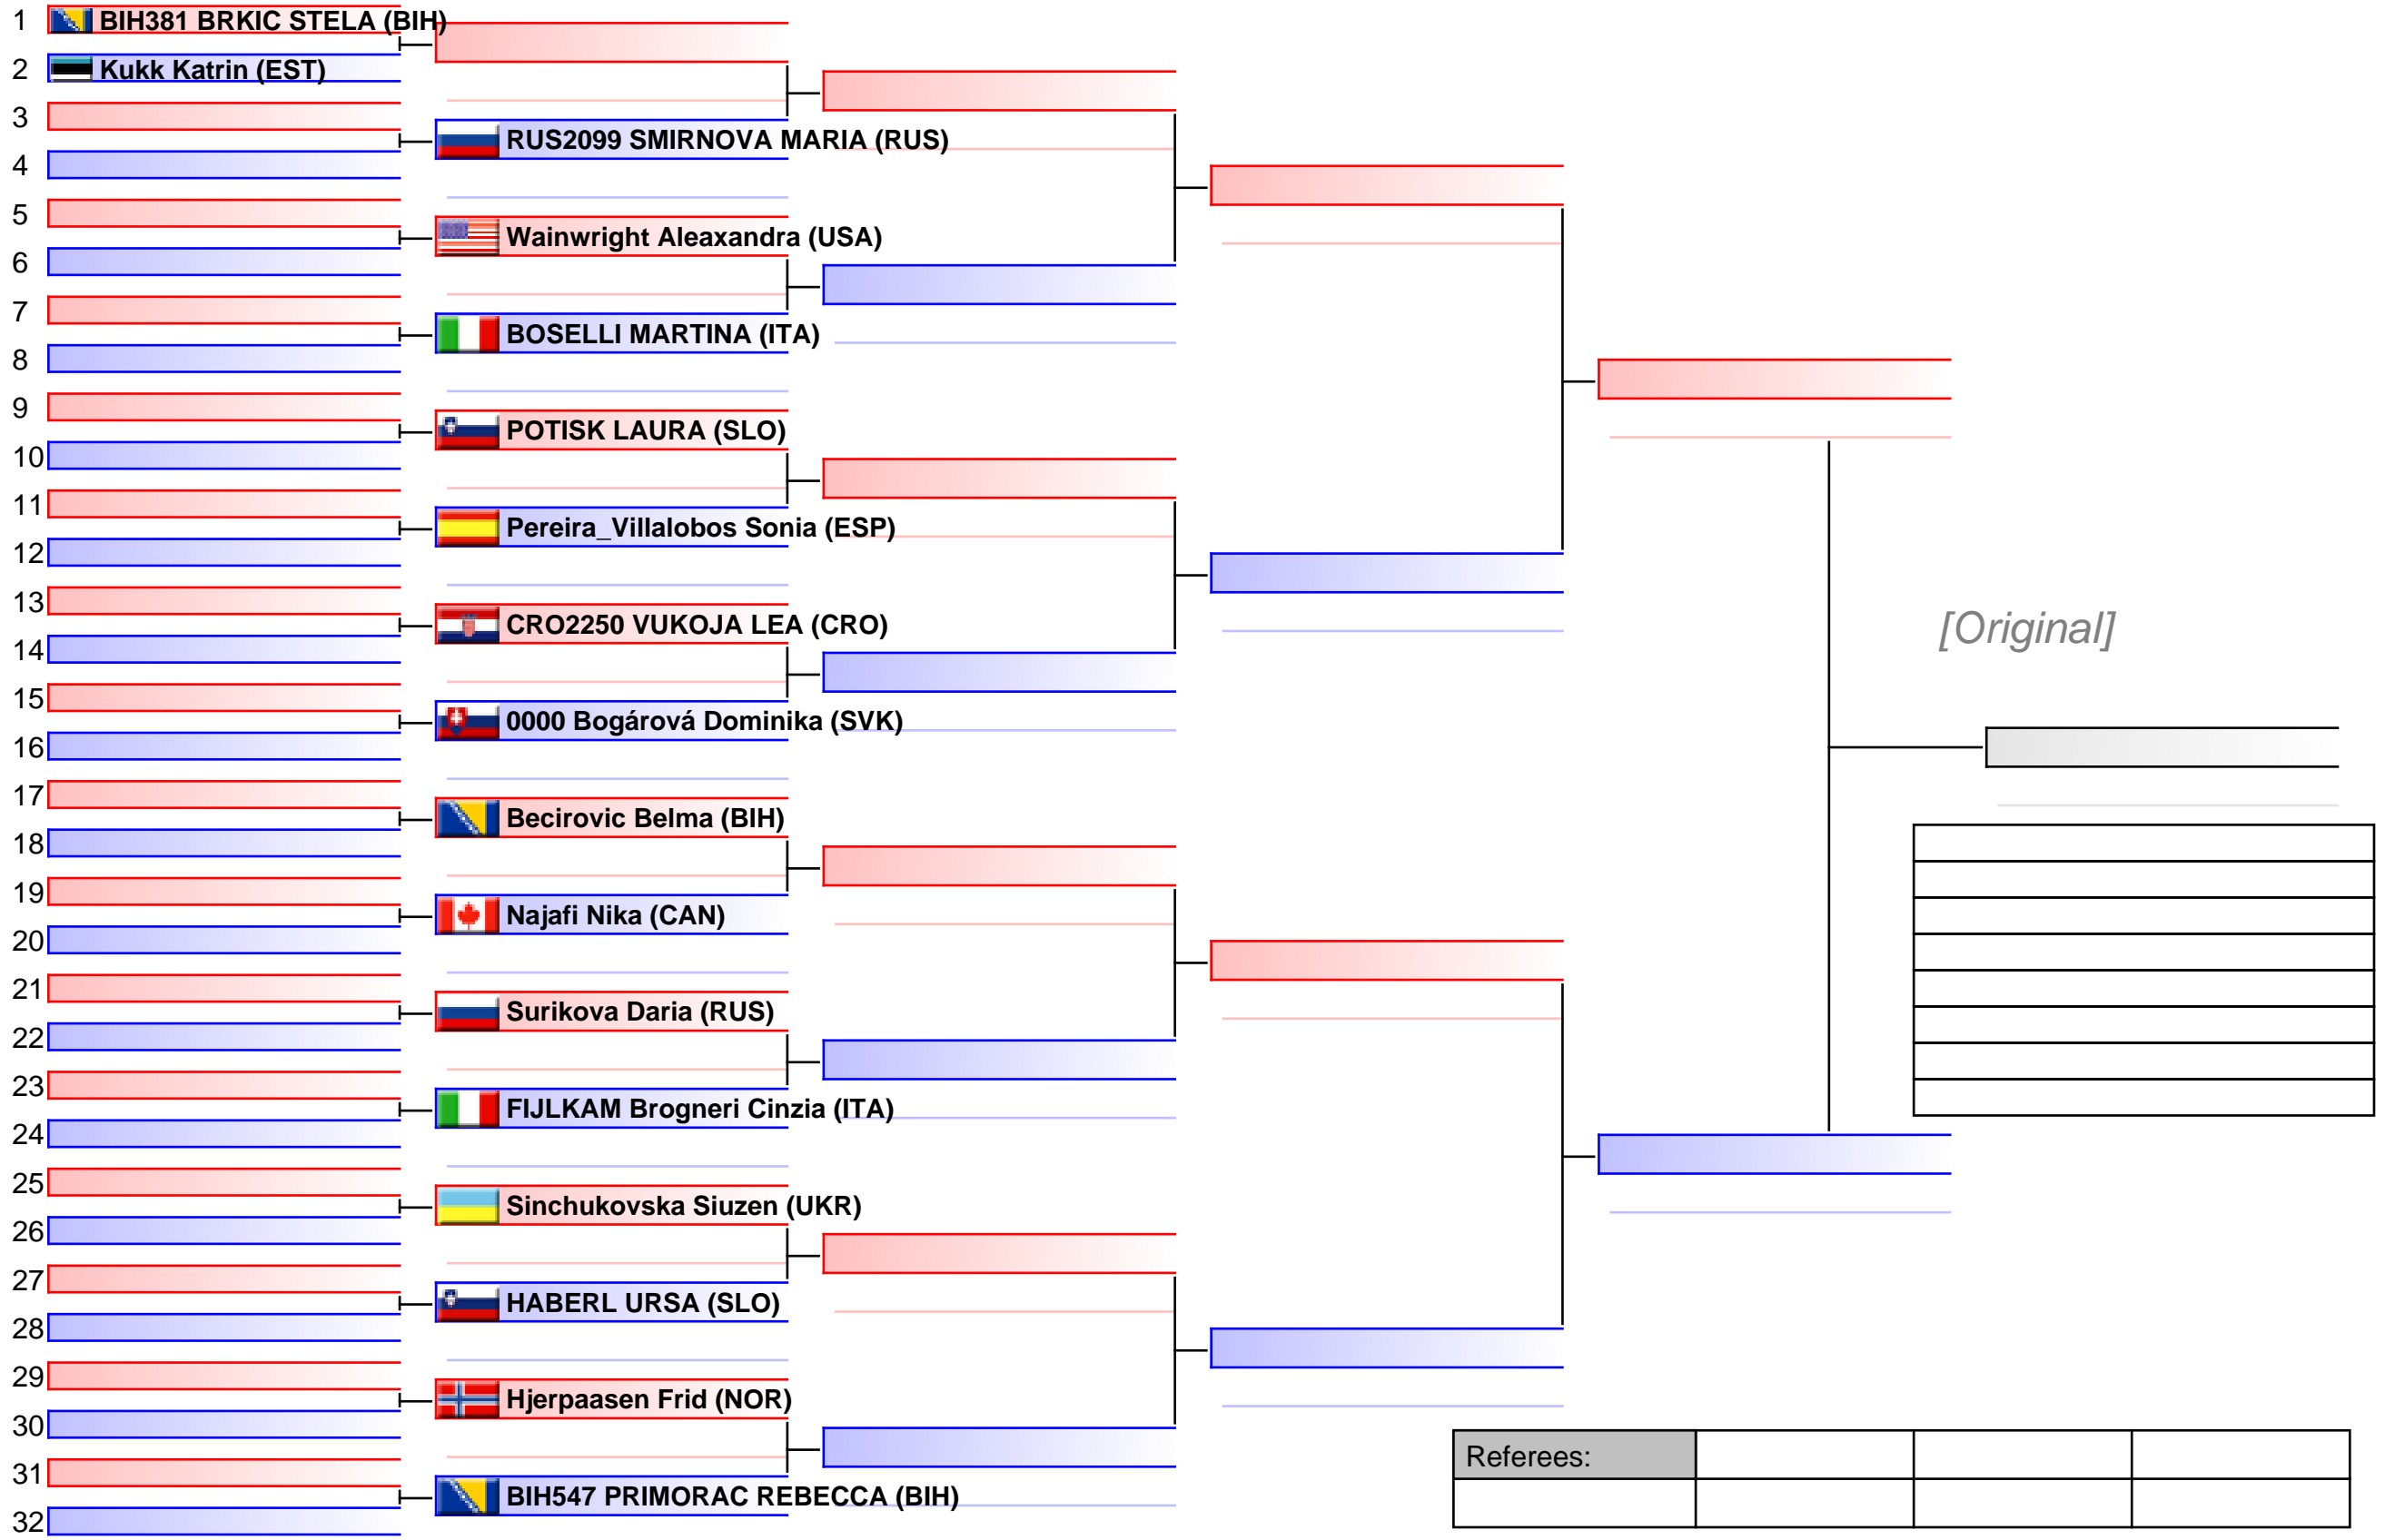 1 BIH381 BRKIC STELA (BIH)
2 Kukk Katrin (EST)
3
RUS2099 SMIRNOVA MARIA (RUS)
4
5
Wainwright Aleaxandra (USA)
6
7
BOSELLI MARTINA (ITA)
8
9
POTISK LAURA (SLO)
10
11
Pereira_Villalobos Sonia (ESP)
12
13
CRO2250 VUKOJA LEA (CRO)
[Original]
14
15
0000 Bogárová Dominika (SVK)
16
17
Becirovic Belma (BIH)
18
19
Najafi Nika (CAN)
20
21
Surikova Daria (RUS)
22
23
FIJLKAM Brogneri Cinzia (ITA)
24
25
Sinchukovska Siuzen (UKR)
26
27
HABERL URSA (SLO)
28
29
Hjerpaasen Frid (NOR)
30
Referees:
31
BIH547 PRIMORAC REBECCA (BIH)
32